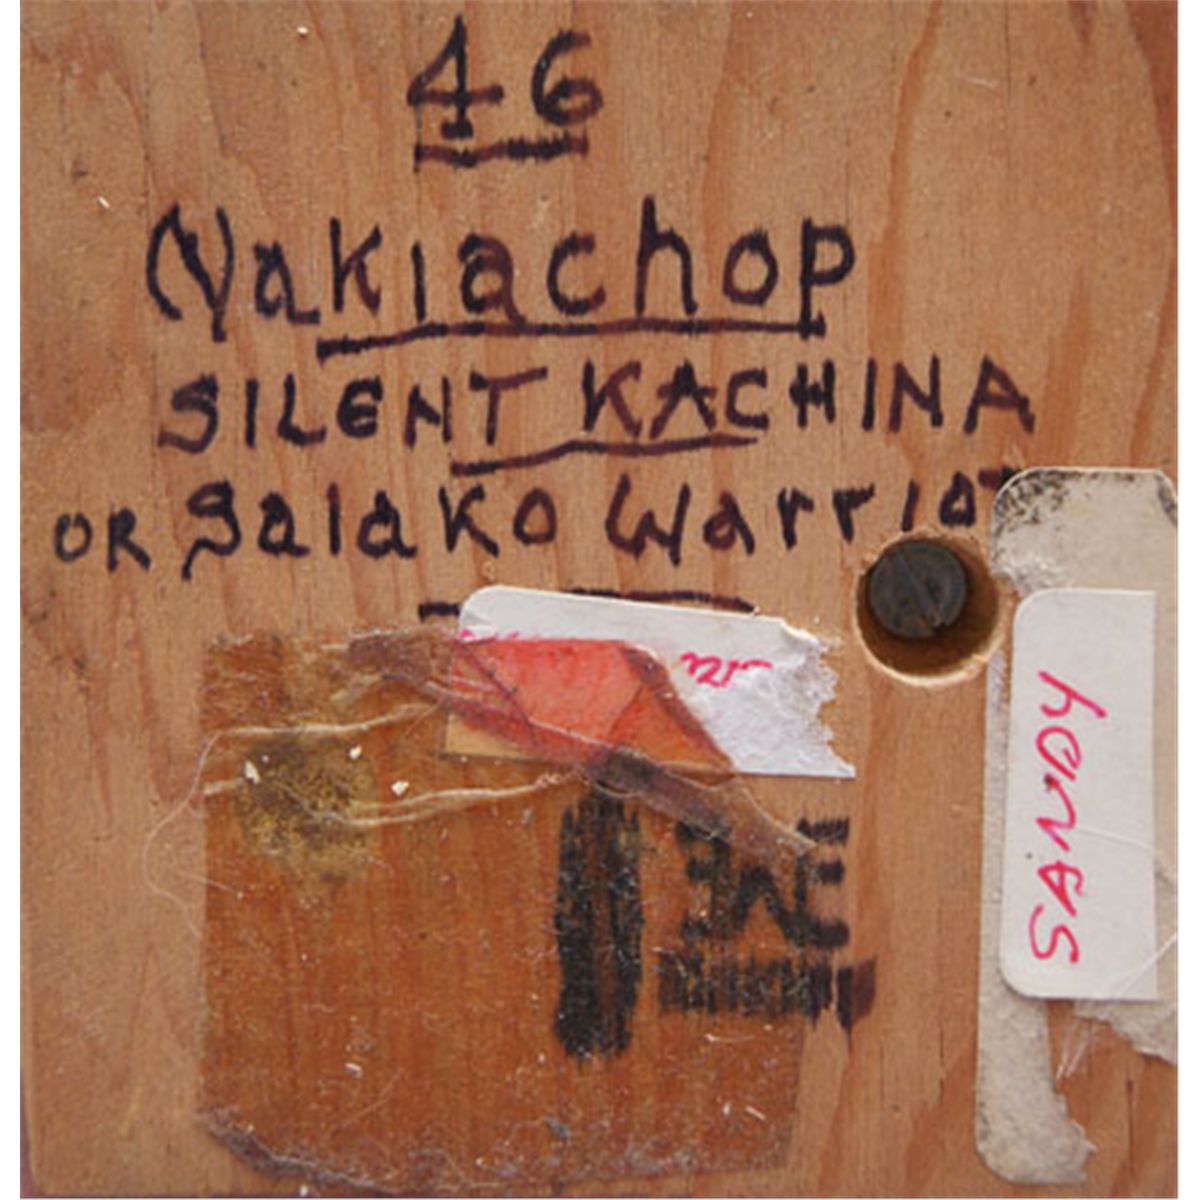 46
Nakiachop
SILENT KACHINA
OR Salako Warrior
SANDY